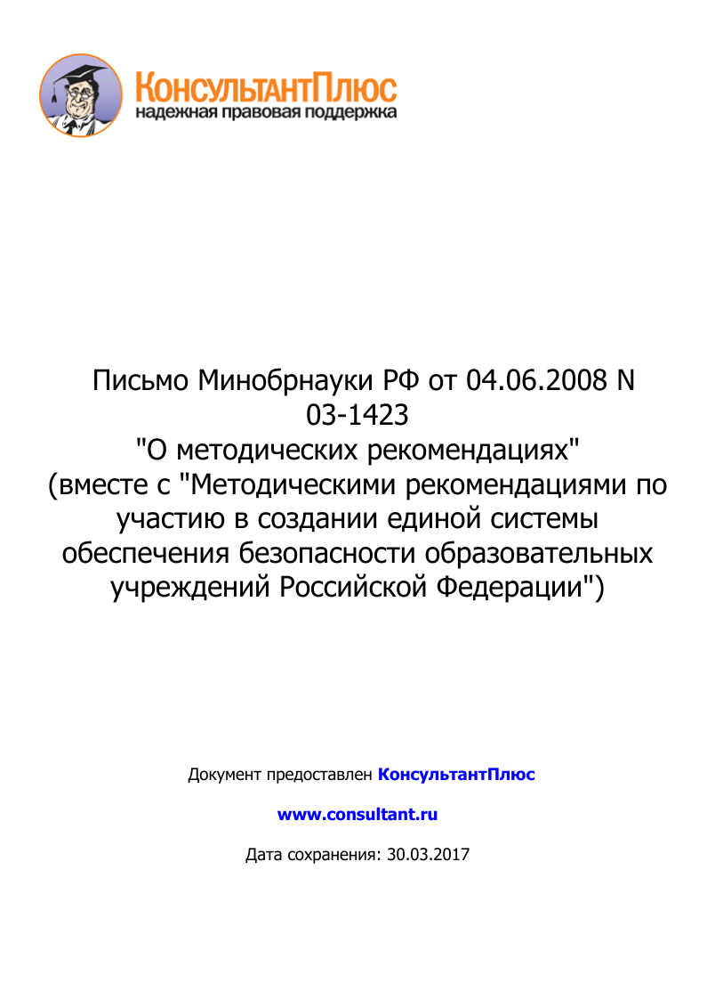 КонсультантПлюс
надежная правовая поддержка
Письмо Минобрнауки РФ от 04.06.2008 N
03-1423
"О методических рекомендациях"
(вместе с "Методическими рекомендациями по
участию в создании единой системы
обеспечения безопасности образовательных
учреждений Российской Федерации")
Документ предоставлен КонсультантПлюс
www.consultant.ru
Дата сохранения: 30.03.2017